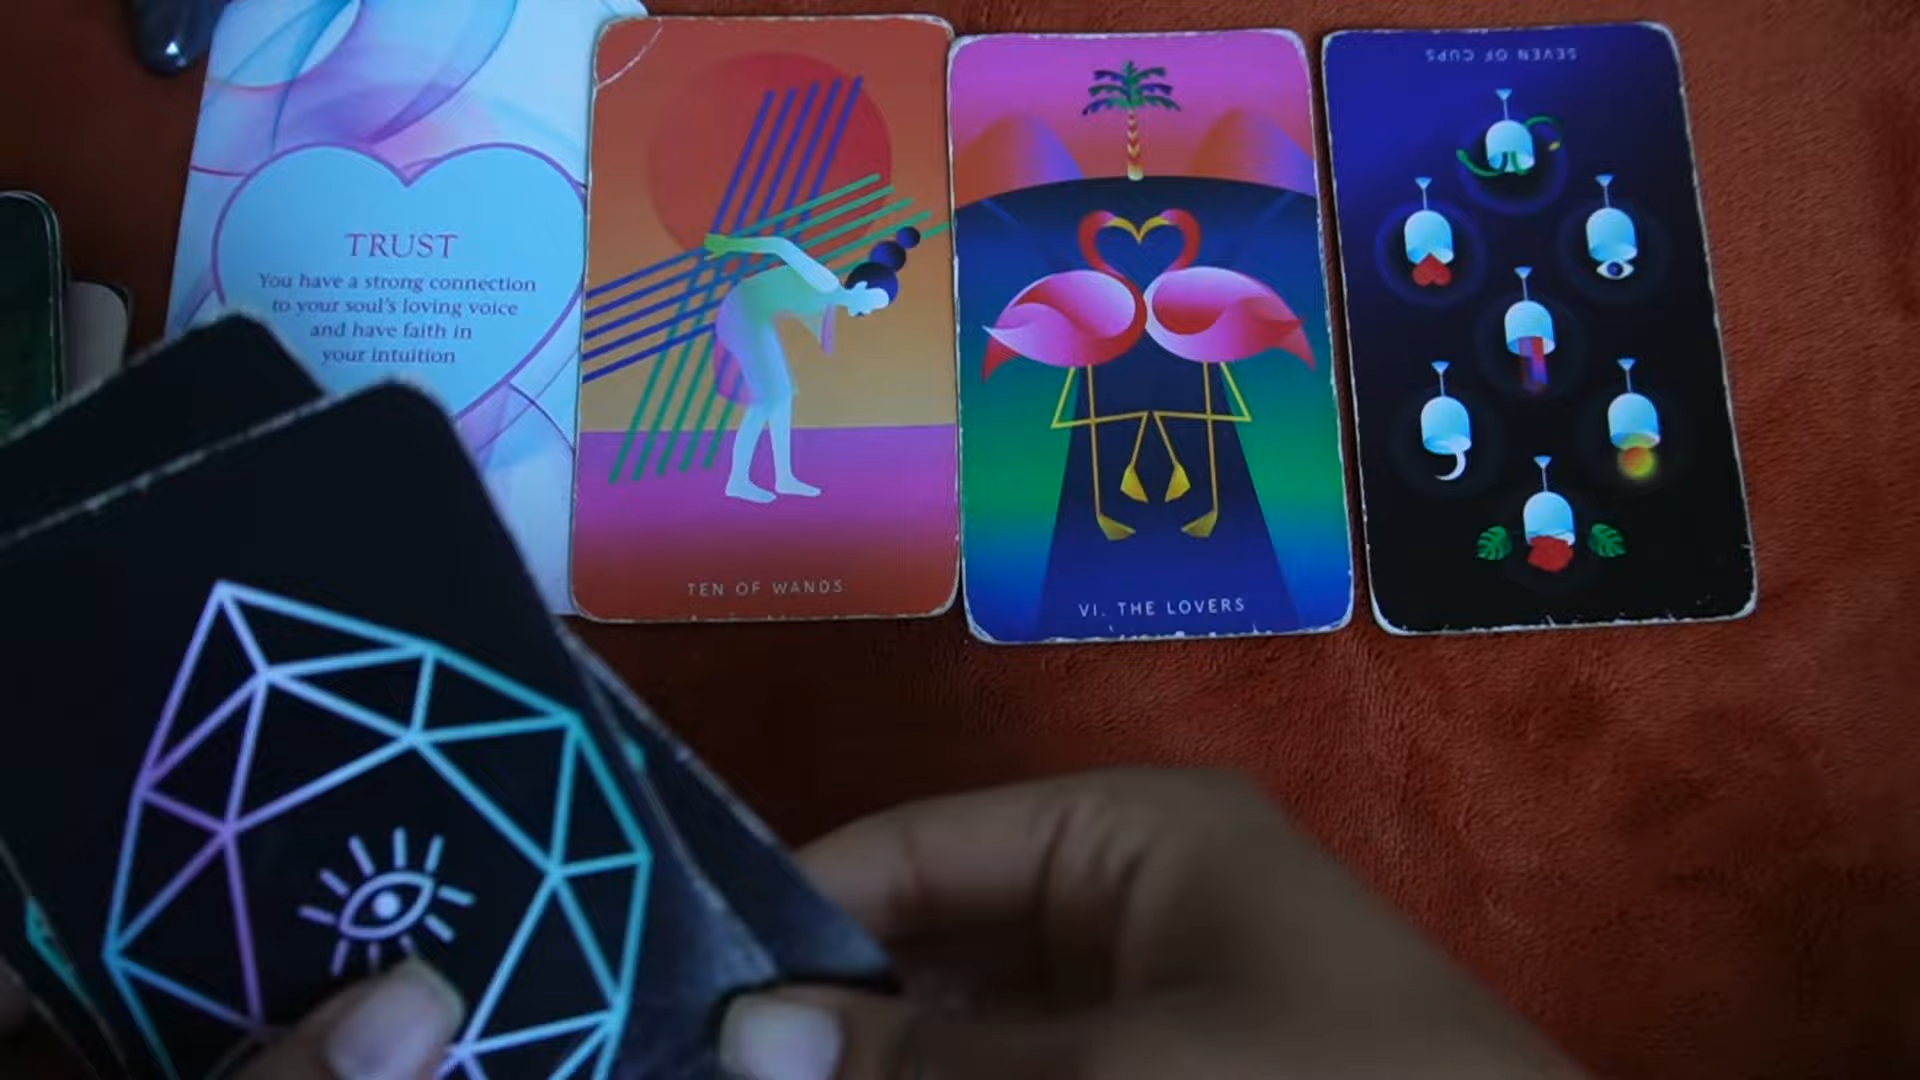 TRUST
You have a strong connection
to your soul's loving voice
and have faith in
your intuition
TEN OF WANDS
VI. THE LOVERS
SEVEN OF CUPS